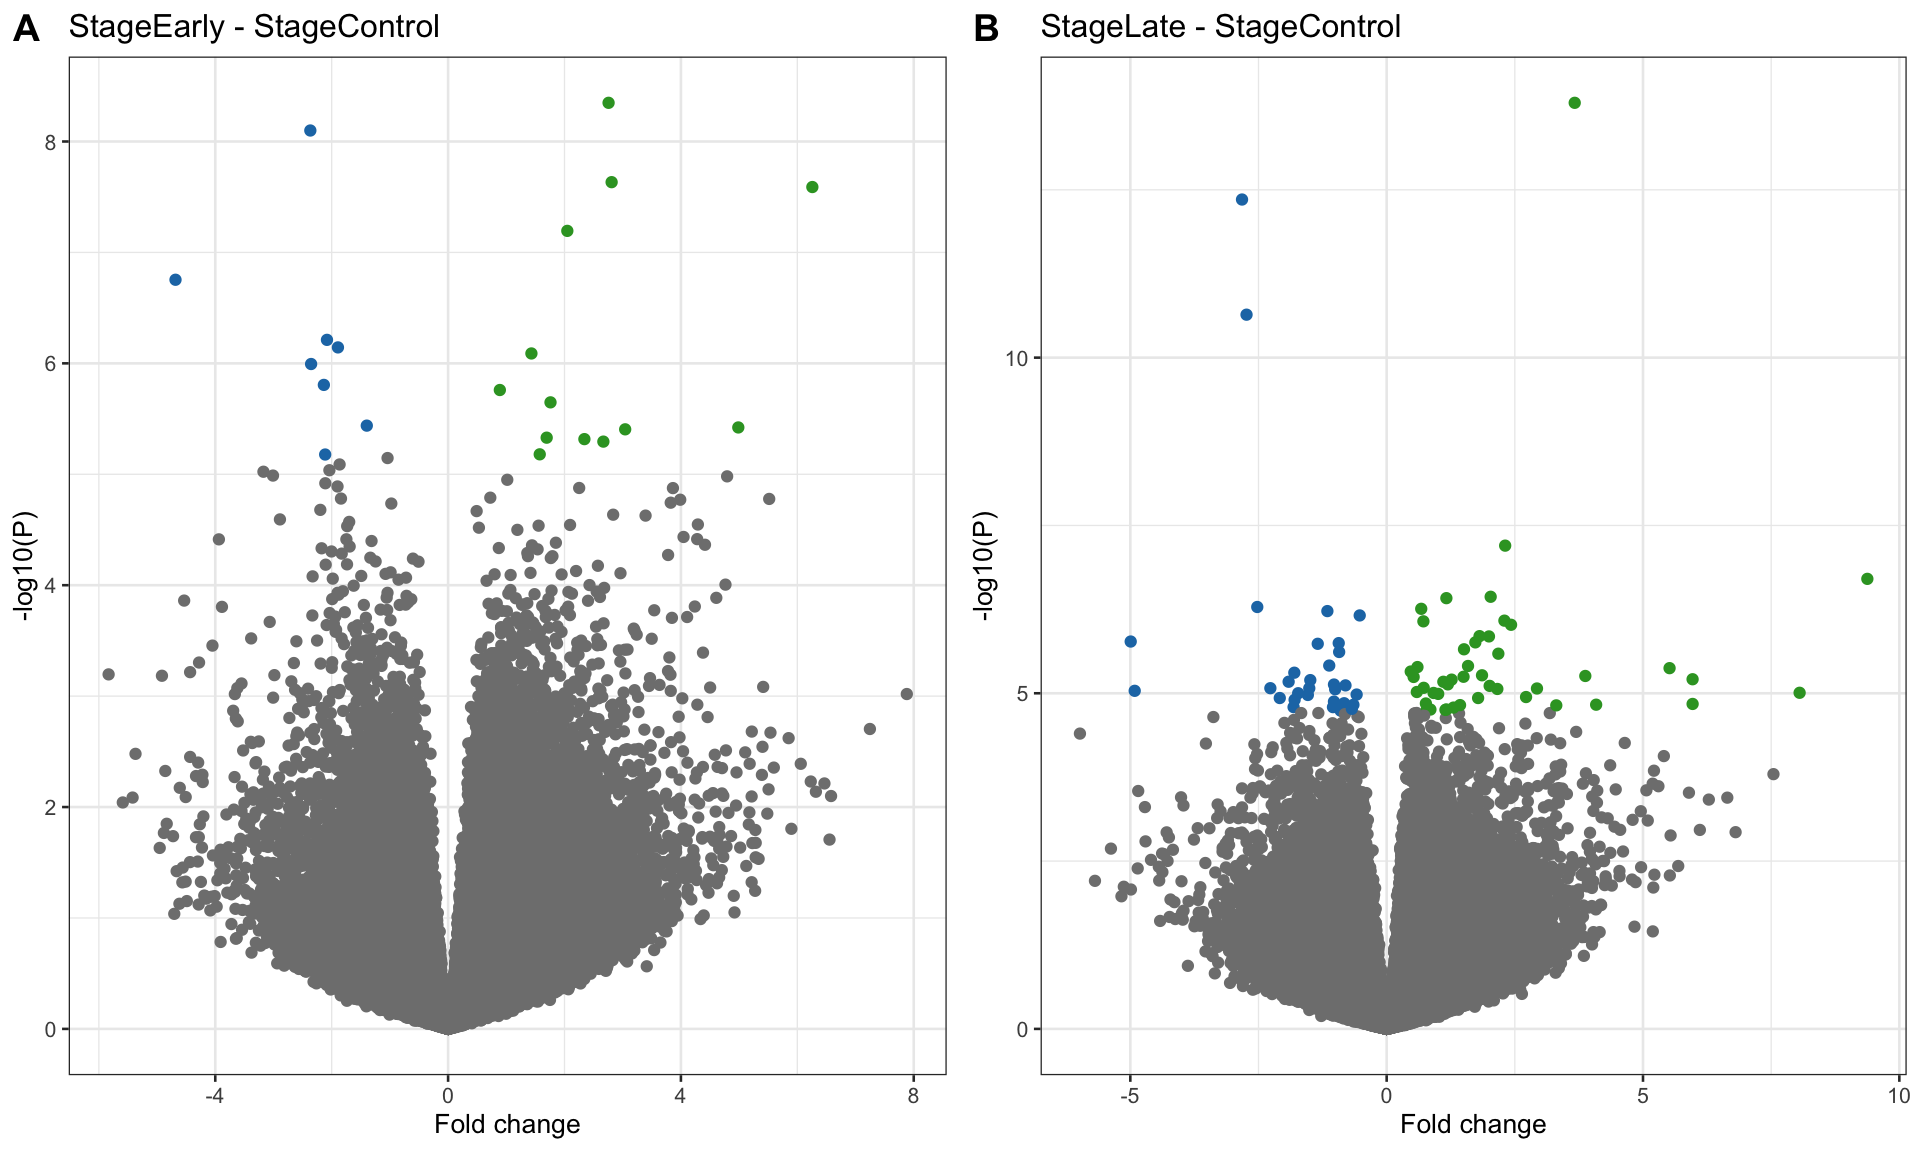 A StageEarly - StageControl
8
6
4
2
0
-log10(P)
-4 0 4 8
Fold change
B StageLate - StageControl
10
5
0
-log10(P)
-5 0 5 10
Fold change